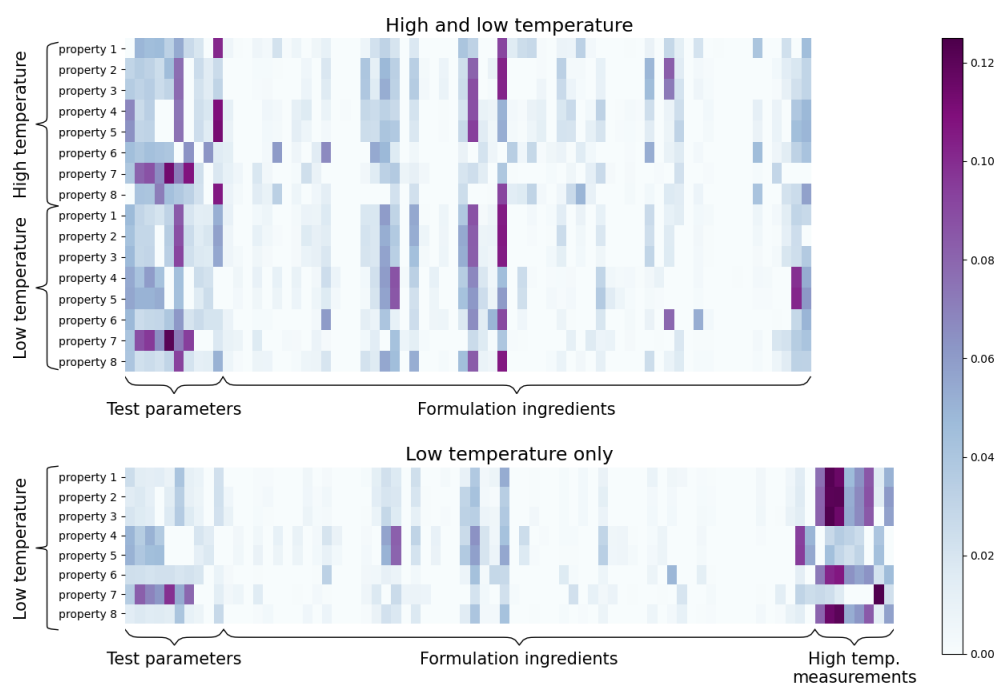 High and low temperature
High temperature
property 1
property 2
property 3
property 4
property 5
property 6
property 7
property 8
Low temperature
property 1
property 2
property 3
property 4
property 5
property 6
property 7
property 8
Test parameters
Formulation ingredients
Low temperature only
Low temperature
property 1
property 2
property 3
property 4
property 5
property 6
property 7
property 8
Test parameters
Formulation ingredients
High temp.
measurements
0.12
0.10
0.08
0.06
0.04
0.02
0.00